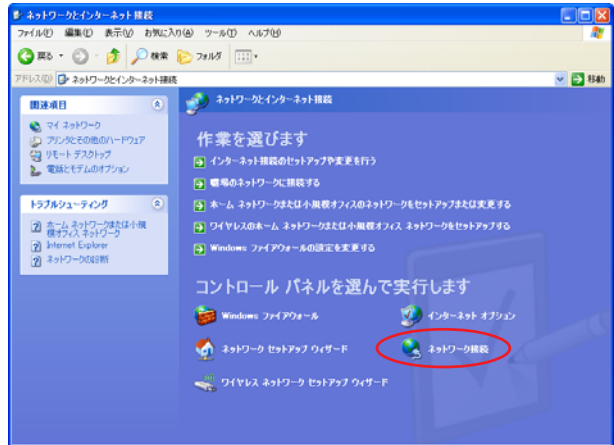 ネットワークとインターネット接続
ファイル(F) 編集(E) 表示(V) お気に入り(A) ツール(T) ヘルプ(H)
戻る 検索 フォルダ
アドレス(D) ネットワークとインターネット接続 移動
関連項目
マイ ネットワーク
プリンタとその他のハードウェア
リモート デスクトップ
電話とモデムのオプション
トラブルシューティング
ホーム ネットワークまたは小規
模オフィス ネットワーク
Internet Explorer
ネットワークの診断
ネットワークとインターネット接続
作業を選びます
インターネット接続のセットアップや変更を行う
職場のネットワークに接続する
ホーム ネットワークまたは小規模オフィスのネットワークをセットアップまたは変更する
ワイヤレスのホーム ネットワークまたは小規模オフィス ネットワークをセットアップする
Windows ファイアウォールの設定を変更する
コントロール パネルを選んで実行します
Windows ファイアウォール
インターネット オプション
ネットワーク セットアップ ウィザード
ネットワーク接続
ワイヤレス ネットワーク セットアップ ウィザード